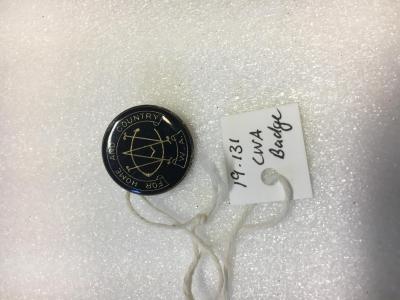 FOR HOME AND COUNTRY
19.131
CWA
Badge